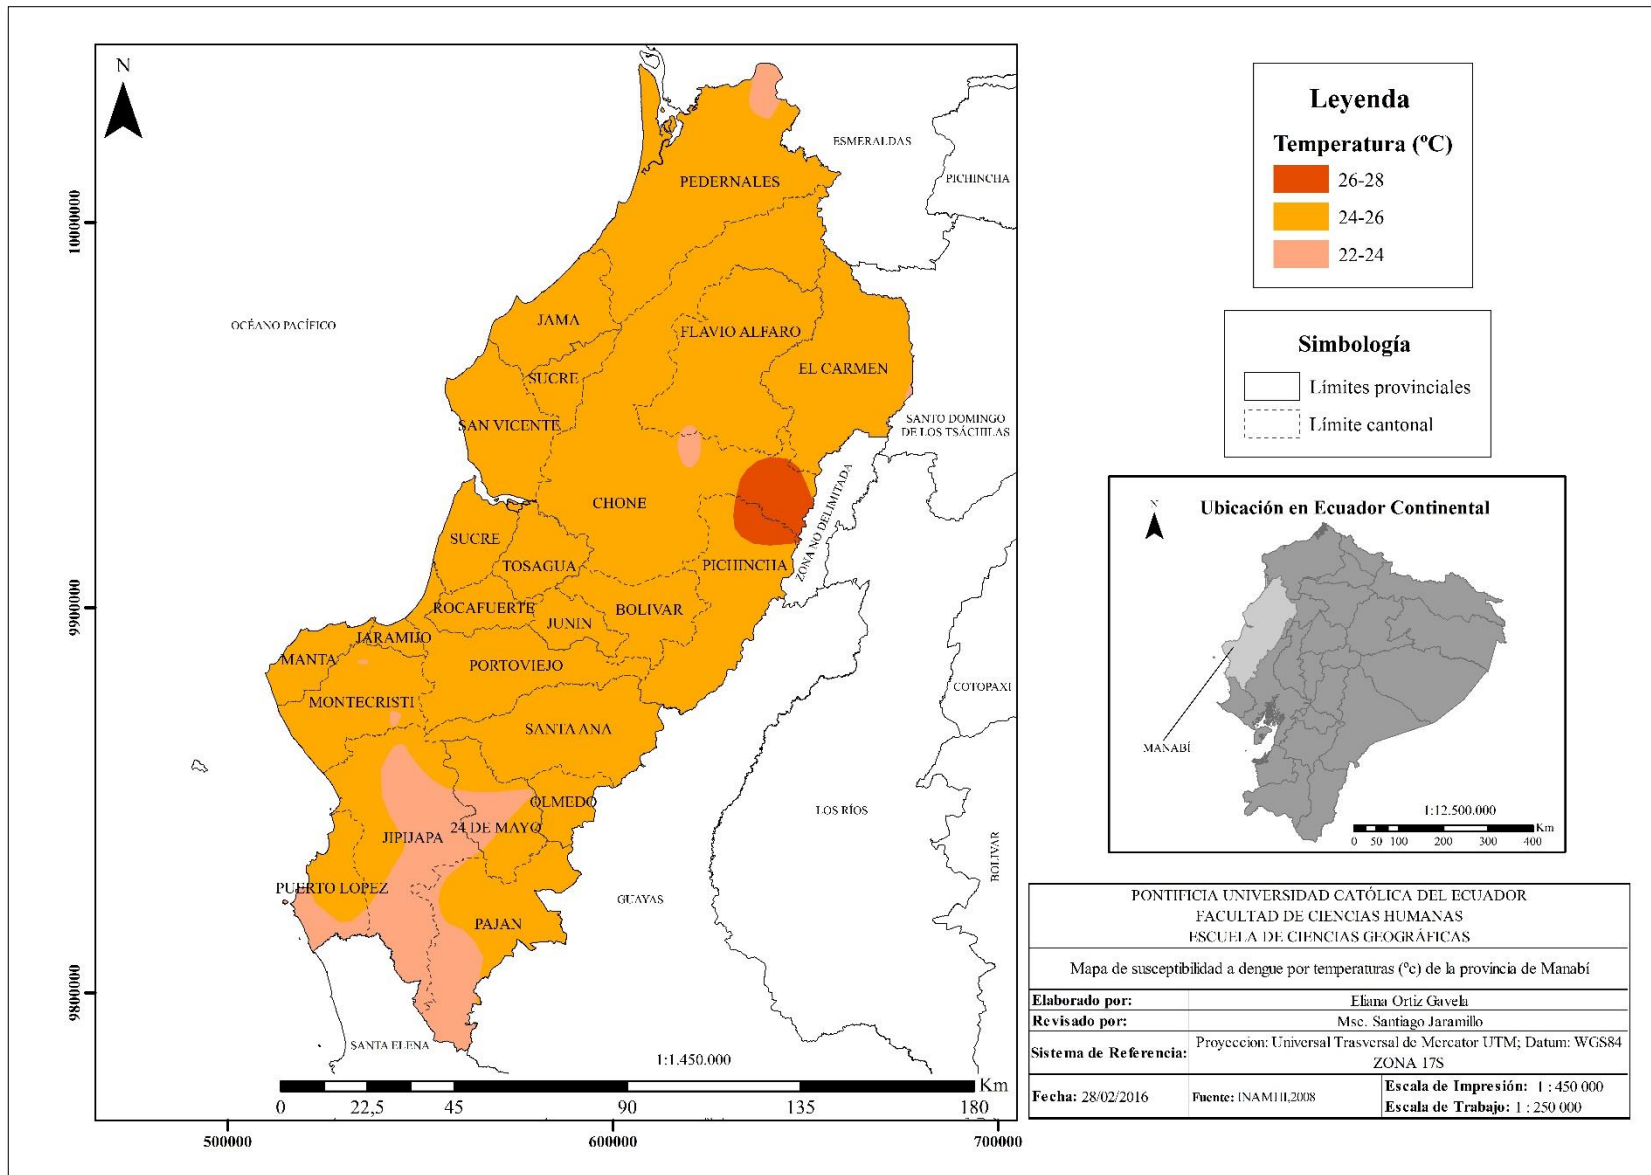 N
10000000
9900000
9800000
500000
600000
700000
OCÉANO PACÍFICO
ESMERALDAS
PICHINCHA
PEDERNALES
JAMA
FLAVIO ALFARO
EL CARMEN
SUCRE
SAN VICENTE
SANTO DOMINGO
DE LOS TSÁCHILAS
CHONE
ZONA NO DELIMITADA
SUCRE
TOSAGUA
PICHINCHA
ROCAFUERTE
JUNIN
BOLIVAR
JARAMIJO
MANTA
PORTOVIEJO
MONTECRISTI
COTOPAXI
SANTA ANA
OLMEDO
24 DE MAYO
JIPIJAPA
LOS RÍOS
BOLIVAR
PUERTO LOPEZ
GUAYAS
PAJAN
SANTA ELENA
1:1.450.000
Km
0 22,5 45 90 135 180
Leyenda
Temperatura (ºC)
26-28
24-26
22-24
Simbología
Límites provinciales
Límite cantonal
N
Ubicación en Ecuador Continental
MANABÍ
1:12.500.000
Km
0 50 100 200 300 400
PONTIFICIA UNIVERSIDAD CATÓLICA DEL ECUADOR
FACULTAD DE CIENCIAS HUMANAS
ESCUELA DE CIENCIAS GEOGRÁFICAS
Mapa de susceptibilidad a dengue por temperaturas (ºc) de la provincia de Manabí
Elaborado por: Eliana Ortiz Gavela
Revisado por: Msc. Santiago Jaramillo
Sistema de Referencia: Proyeccion: Universal Trasversal de Mercator UTM; Datum: WGS84
ZONA 17S
Fecha: 28/02/2016
Fuente: INAMHI,2008
Escala de Impresión: 1 : 450 000
Escala de Trabajo: 1 : 250 000